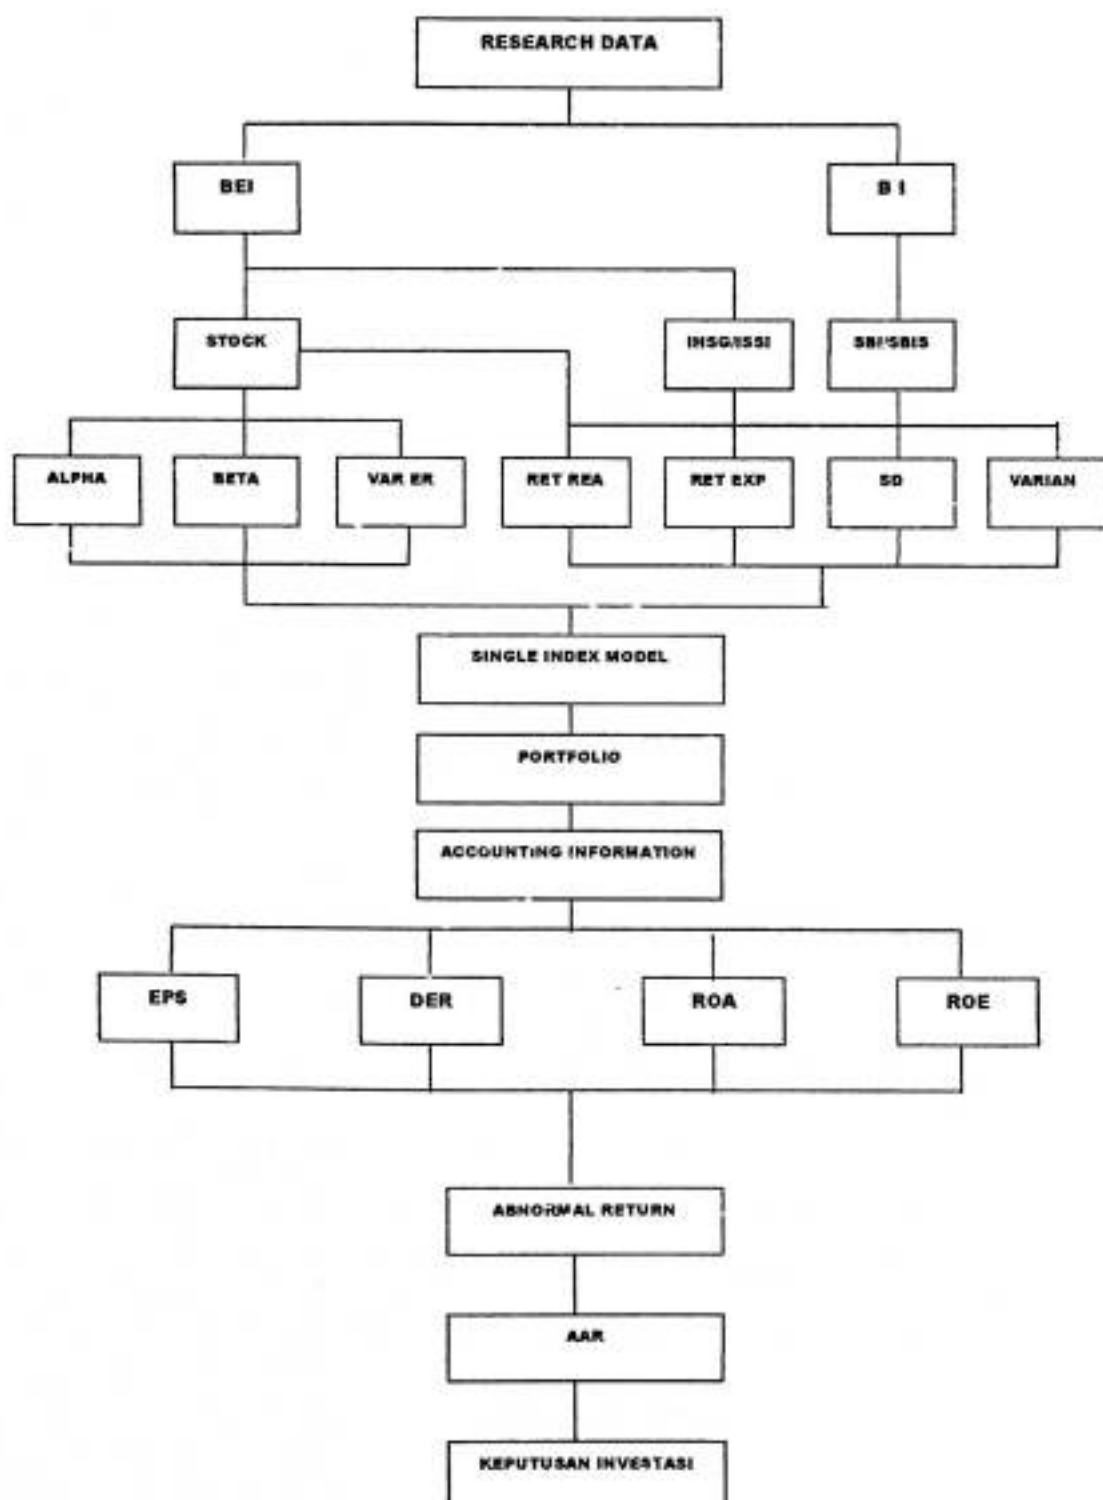 RESEARCH DATA
BEI
B I
STOCK
IHSG/ISSI
SBI/SBIS
ALPHA
BETA
VAR ER
RET REA
RET EXP
SD
VARIAN
SINGLE INDEX MODEL
PORTFOLIO
ACCOUNTING INFORMATION
EPS
DER
ROA
ROE
ABNORMAL RETURN
AAR
KEPUTUSAN INVESTASI